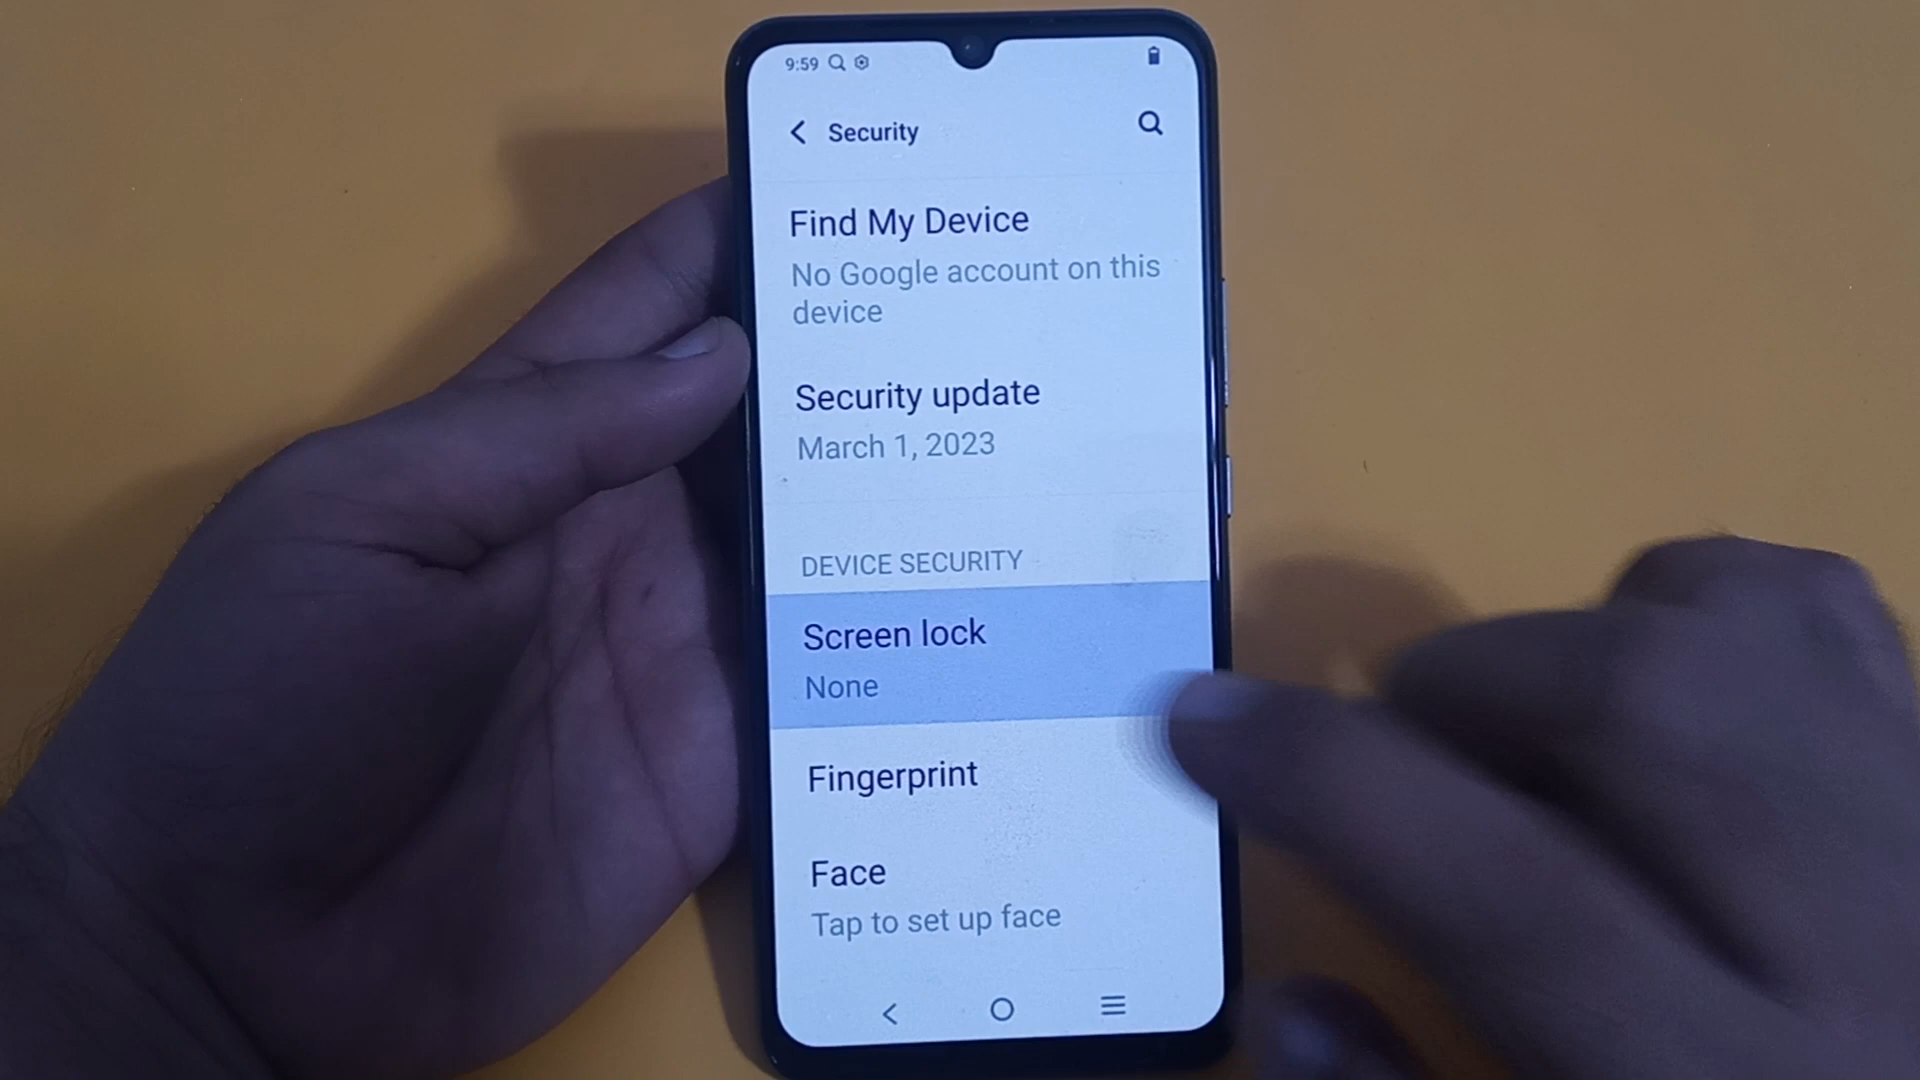 9:59
Security
Find My Device
No Google account on this
device
Security update
March 1, 2023
DEVICE SECURITY
Screen lock
None
Fingerprint
Face
Tap to set up face